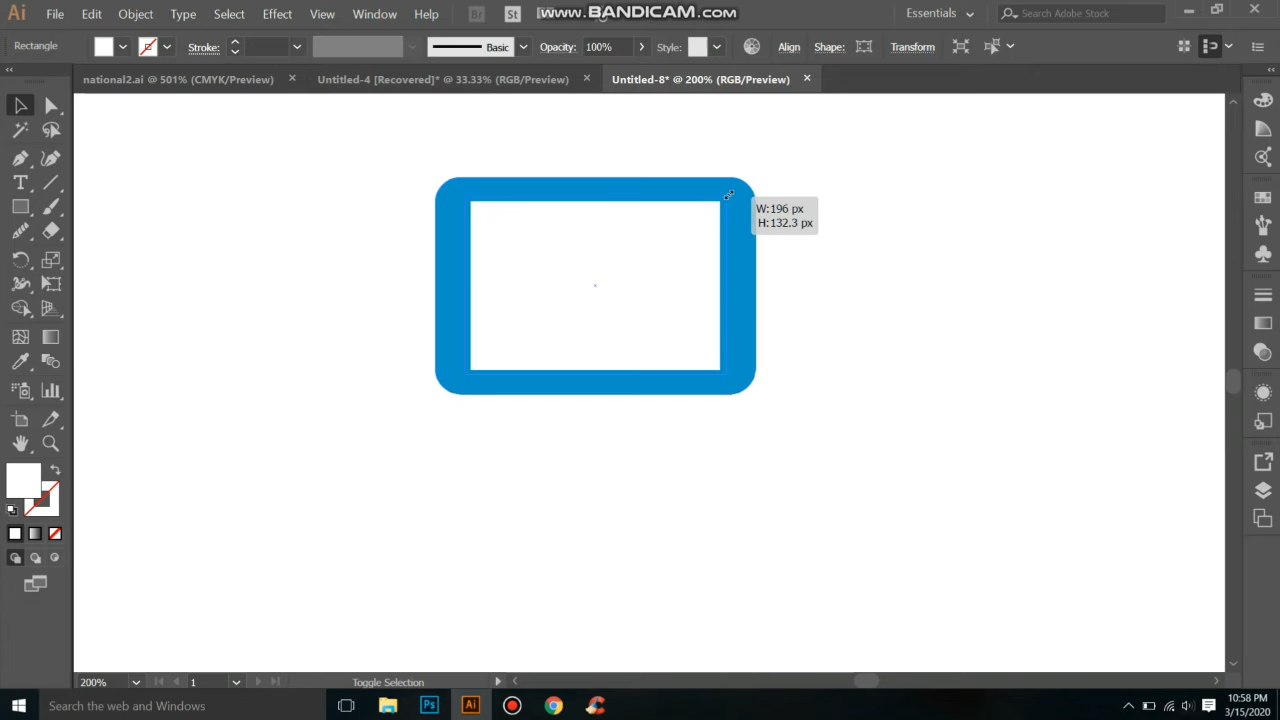 Ai File Edit Object Type Select Effect View Window Help Br St www.BANDICAM.com Essentials Search Adobe Stock
Rectangle Stroke: Basic Opacity: 100% Style: Align Shape: Transform
national2.ai @ 501% (CMYK/Preview) Untitled-4 [Recovered]* @ 33.33% (RGB/Preview) Untitled-8* @ 200% (RGB/Preview)
W:196 px
H:132.3 px
T
200% 1 Toggle Selection
Search the web and Windows Ps Ai 10:58 PM
3/15/2020